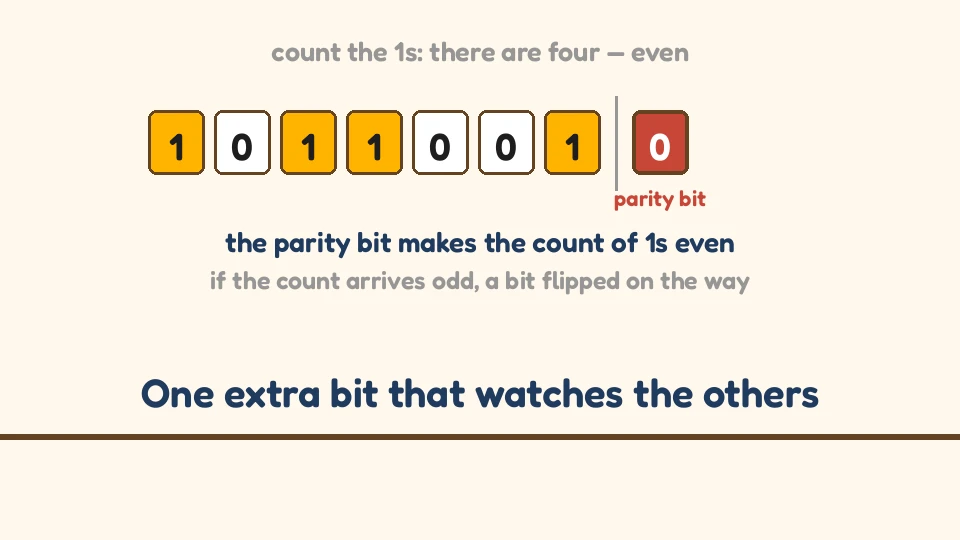 count the 1s: there are four — even
1 0 1 1 0 0 1 0
parity bit
the parity bit makes the count of 1s even
if the count arrives odd, a bit flipped on the way
One extra bit that watches the others